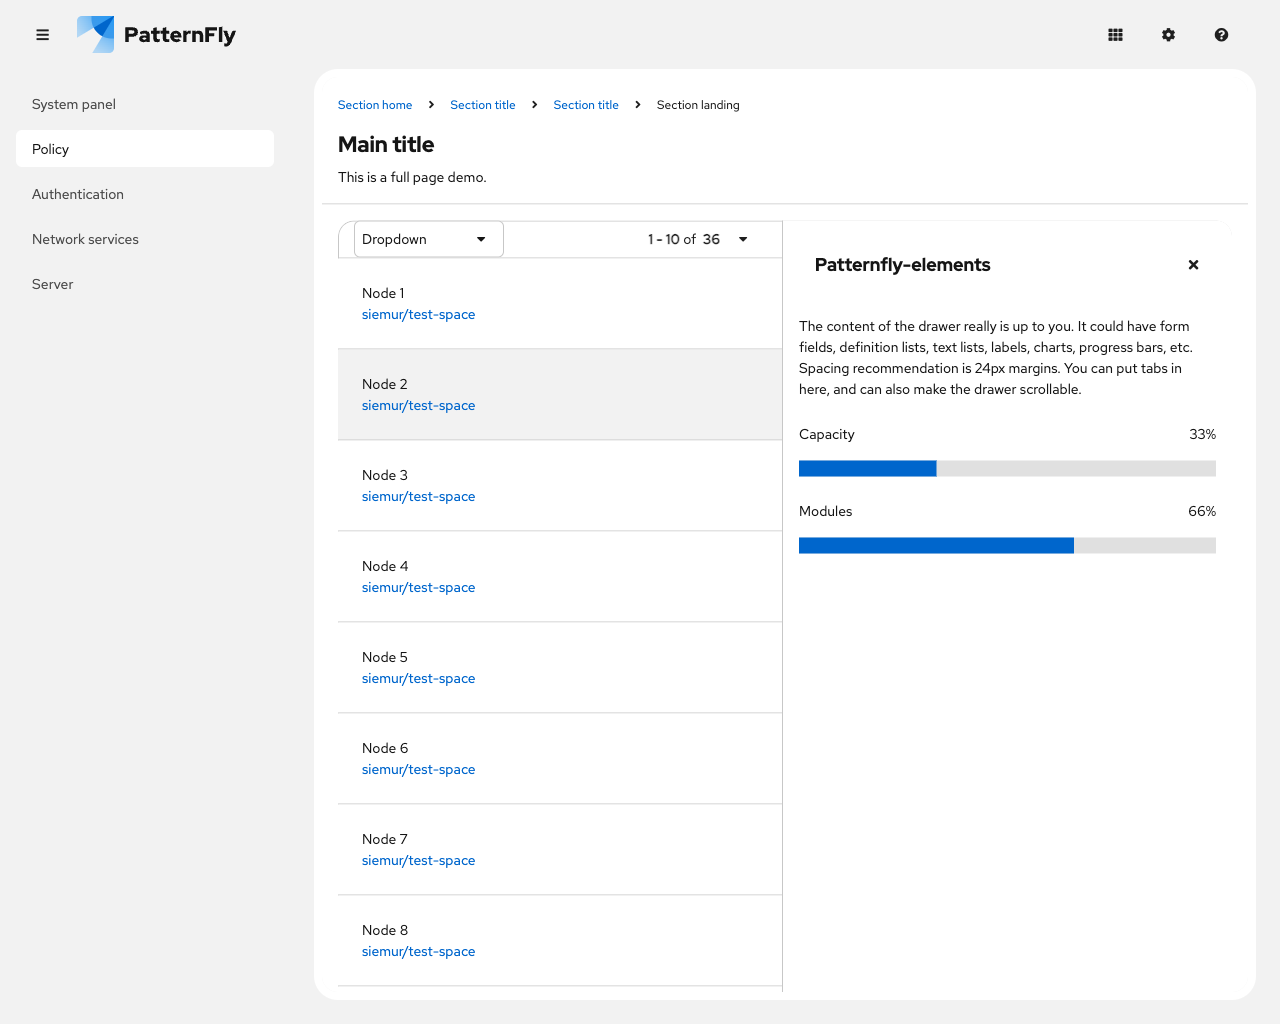 PatternFly
System panel
Policy
Authentication
Network services
Server
Section home
Section title
Section title
Section landing
Main title
This is a full page demo.
Dropdown
1 - 10 of 36
Node 1
siemur/test-space
Node 2
siemur/test-space
Node 3
siemur/test-space
Node 4
siemur/test-space
Node 5
siemur/test-space
Node 6
siemur/test-space
Node 7
siemur/test-space
Node 8
siemur/test-space
Patternfly-elements
The content of the drawer really is up to you. It could have form
fields, definition lists, text lists, labels, charts, progress bars, etc.
Spacing recommendation is 24px margins. You can put tabs in
here, and can also make the drawer scrollable.
Capacity
33%
Modules
66%